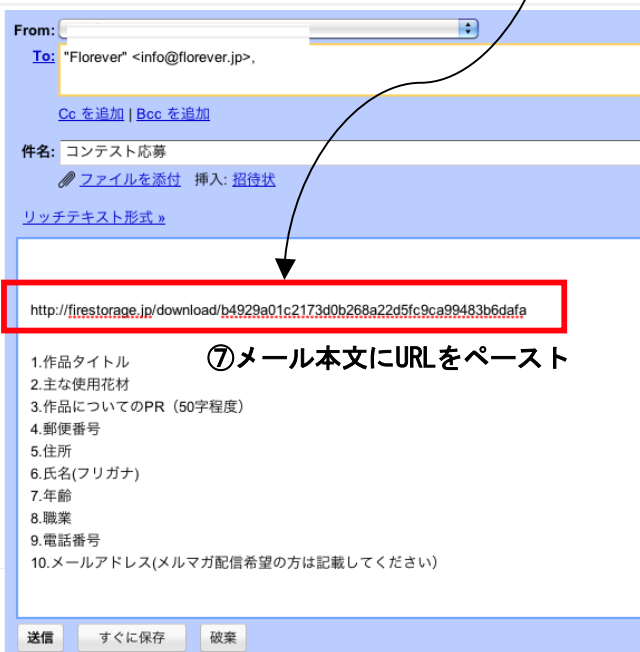 From:
To: "Florever" <info@florever.jp>,
Cc を追加 | Bcc を追加
件名: コンテスト応募
ファイルを添付 挿入: 招待状
リッチテキスト形式 »
http://firestorage.jp/download/b4929a01c2173d0b268a22d5fc9ca99483b6dafa
⑦メール本文にURLをペースト
1.作品タイトル
2.主な使用花材
3.作品についてのPR（50字程度）
4.郵便番号
5.住所
6.氏名(フリガナ)
7.年齢
8.職業
9.電話番号
10.メールアドレス(メルマガ配信希望の方は記載してください）
送信 すぐに保存 破棄